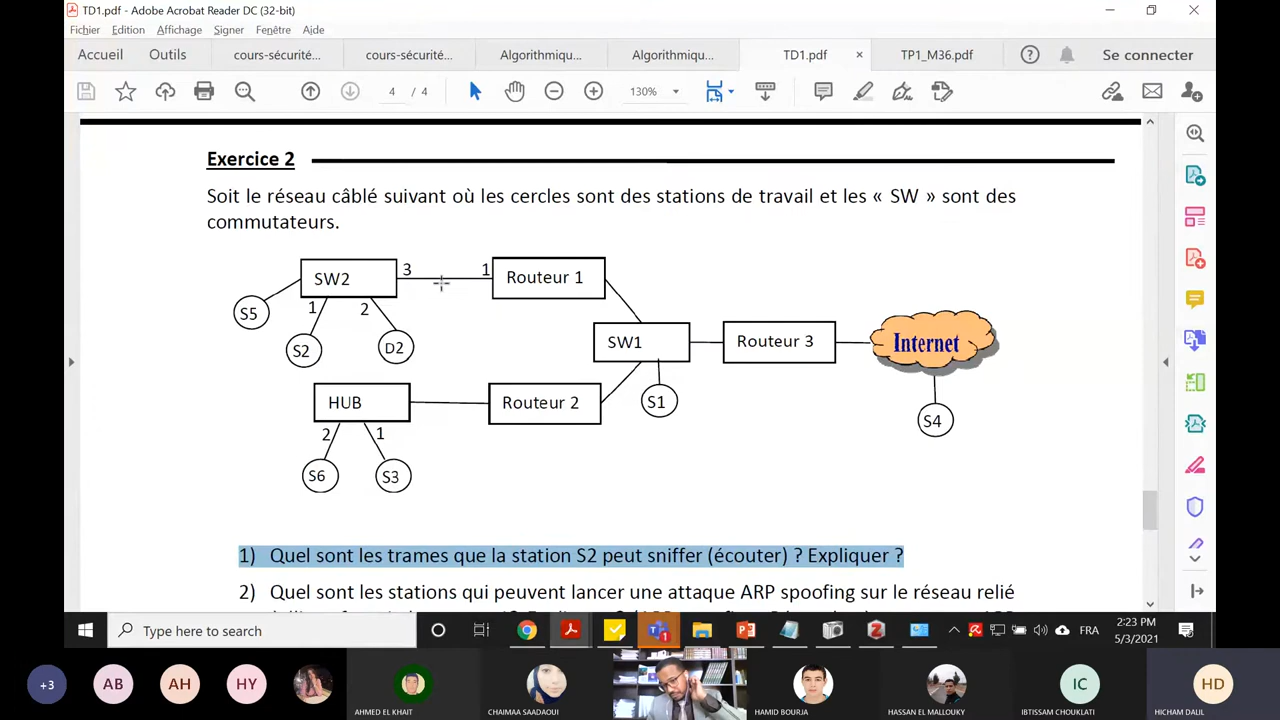 TD1.pdf - Adobe Acrobat Reader DC (32-bit)
Fichier Edition Affichage Signer Fenêtre Aide
Accueil Outils cours-sécurité... cours-sécurité... Algorithmiqu... Algorithmiqu... TD1.pdf × TP1_M36.pdf Se connecter
4 / 4 130%
Exercice 2
Soit le réseau câblé suivant où les cercles sont des stations de travail et les « SW » sont des
commutateurs.
SW2 3 1 Routeur 1
S5 1 2
S2 D2
SW1 Routeur 3 Internet
HUB Routeur 2 S1
S4
2 1
S6 S3
1) Quel sont les trames que la station S2 peut sniffer (écouter) ? Expliquer ?
2) Quel sont les stations qui peuvent lancer une attaque ARP spoofing sur le réseau relié
Type here to search
1
FRA
2:23 PM
5/3/2021
+3 AB AH HY IC HD
AHMED EL KHAIT CHAIMAA SAADAOUI HAMID BOURJA HASSAN EL MALLOUKY IBTISSAM CHOUKLATI HICHAM DALIL